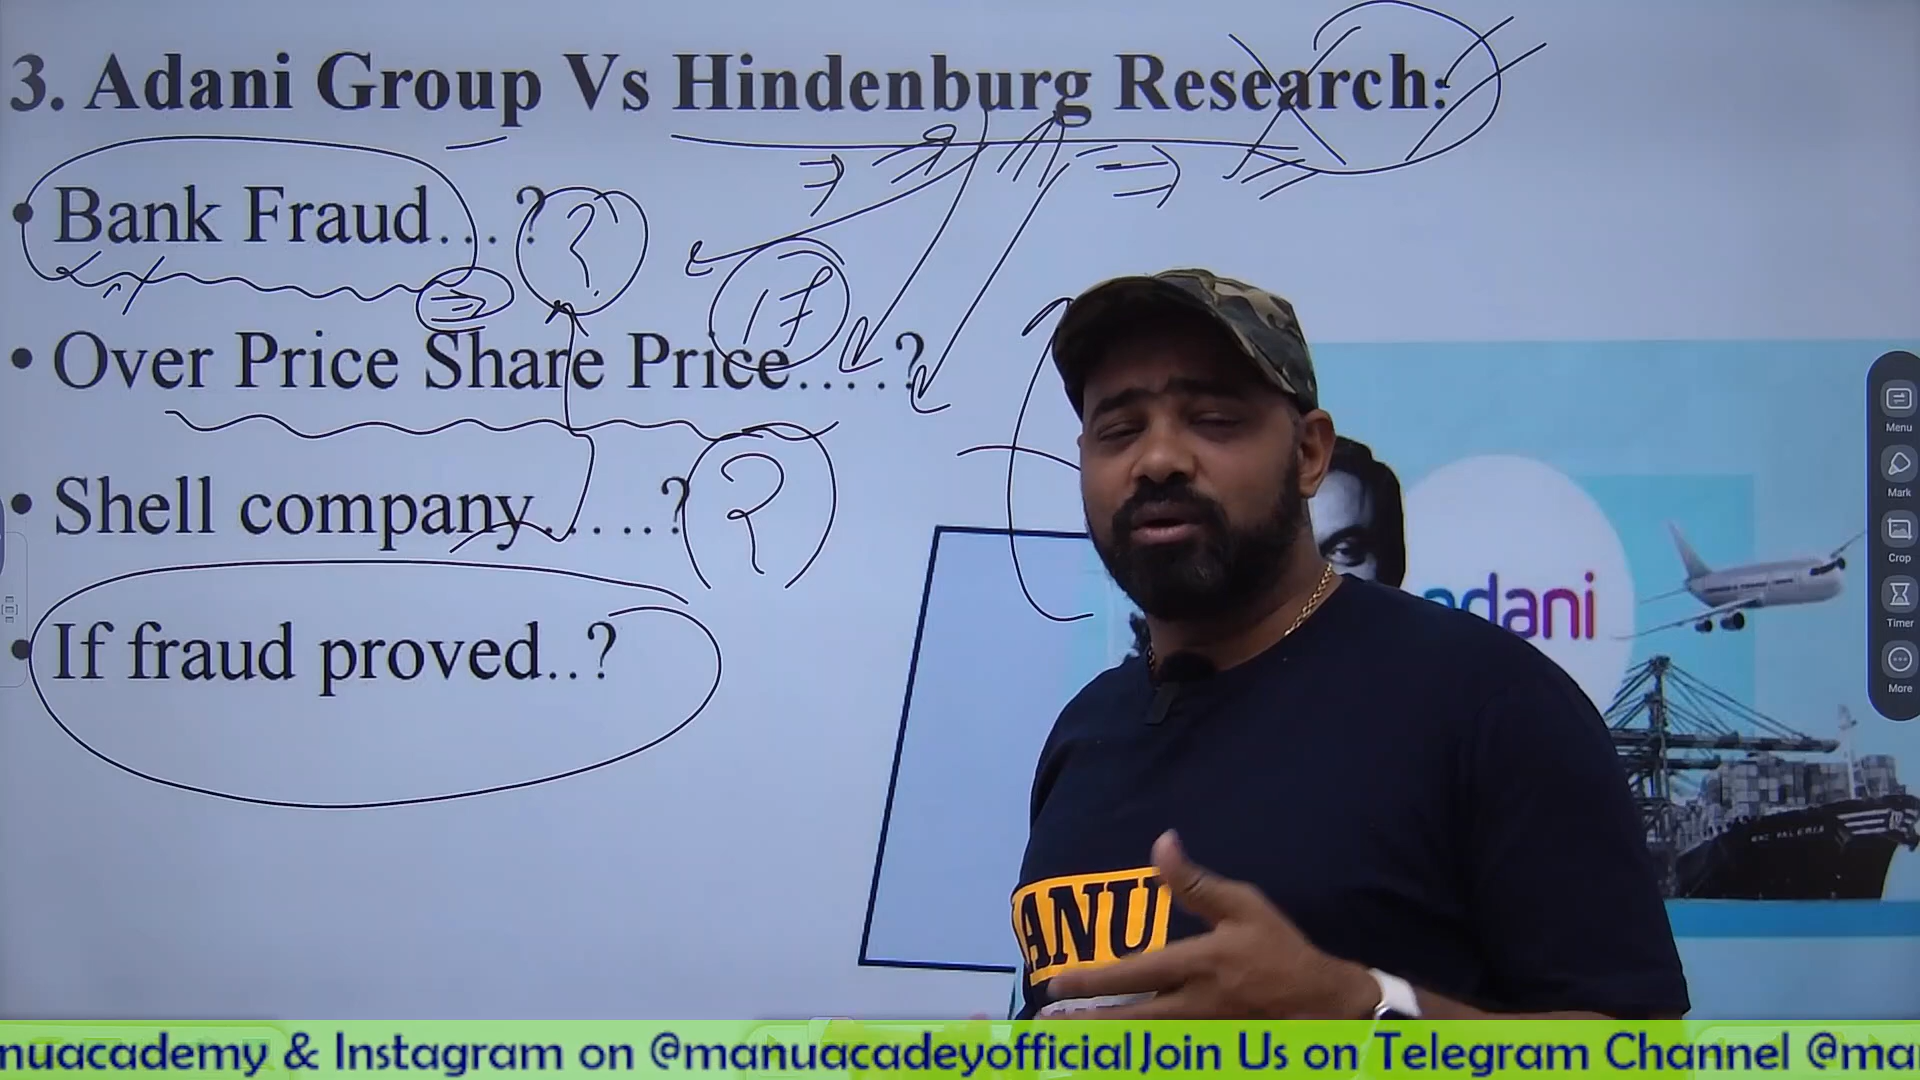 3. Adani Group Vs Hindenburg Research:
• Bank Fraud....?
17
• Over Price Share Price.....?
• Shell company......?
• If fraud proved..?
adani
ANU
Menu
Mark
Crop
Timer
More
nuacademy & Instagram on @manuacadeyofficial Join Us on Telegram Channel @ma